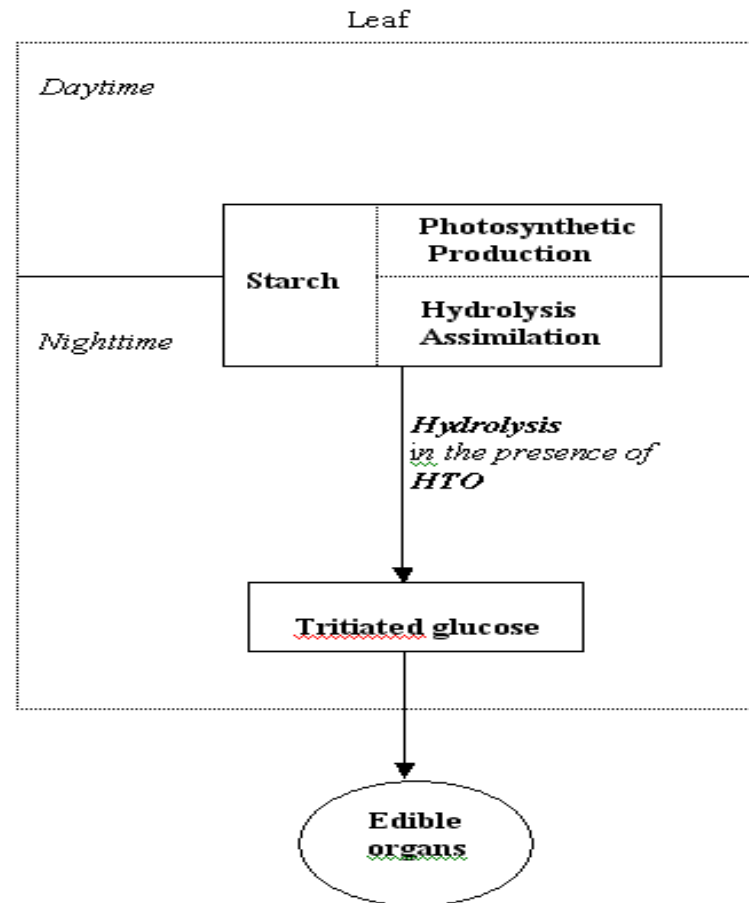 Leaf
Daytime
Photosynthetic
Production
Starch
Hydrolysis
Assimilation
Nighttime
Hydrolysis
in the presence of
HTO
Tritiated glucose
Edible
organs